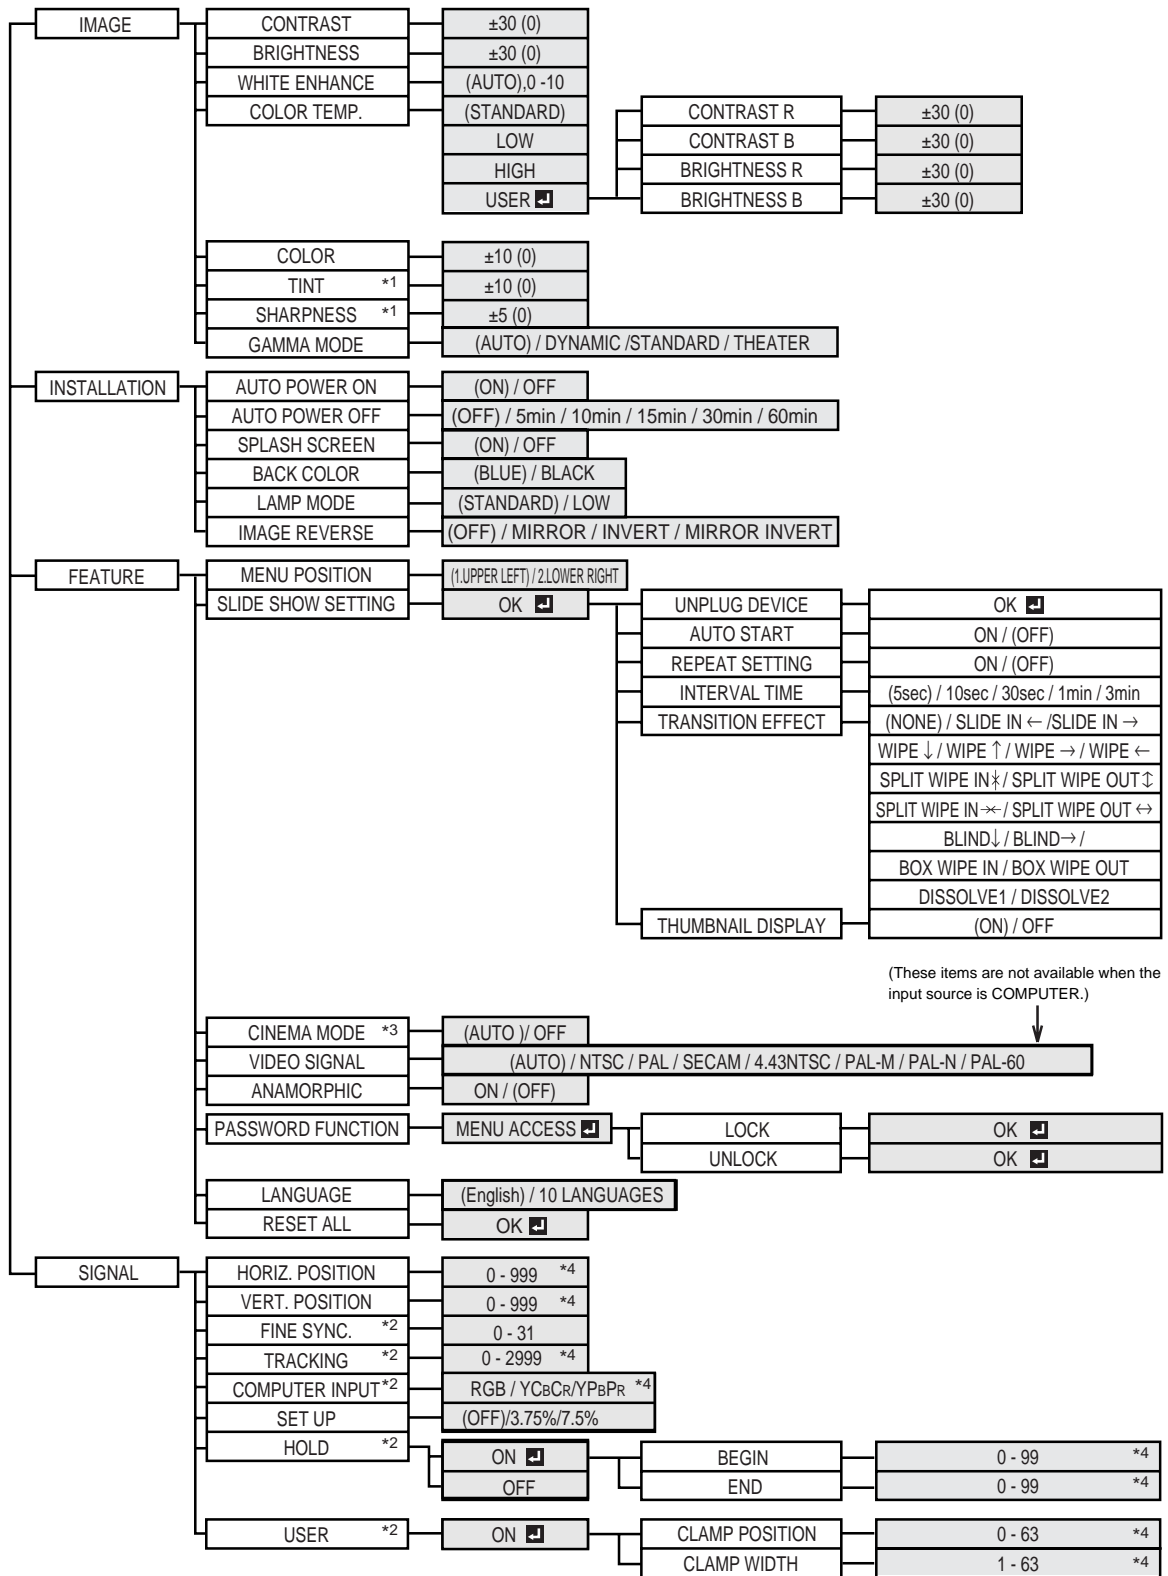 IMAGE CONTRAST ±30 (0)
BRIGHTNESS ±30 (0)
WHITE ENHANCE (AUTO),0 -10
COLOR TEMP. (STANDARD) CONTRAST R ±30 (0)
LOW CONTRAST B ±30 (0)
HIGH BRIGHTNESS R ±30 (0)
USER ↵ BRIGHTNESS B ±30 (0)
COLOR ±10 (0)
TINT *1 ±10 (0)
SHARPNESS *1 ±5 (0)
GAMMA MODE (AUTO) / DYNAMIC /STANDARD / THEATER
INSTALLATION AUTO POWER ON (ON) / OFF
AUTO POWER OFF (OFF) / 5min / 10min / 15min / 30min / 60min
SPLASH SCREEN (ON) / OFF
BACK COLOR (BLUE) / BLACK
LAMP MODE (STANDARD) / LOW
IMAGE REVERSE (OFF) / MIRROR / INVERT / MIRROR INVERT
FEATURE MENU POSITION (1.UPPER LEFT) / 2.LOWER RIGHT
SLIDE SHOW SETTING OK ↵ UNPLUG DEVICE OK ↵
AUTO START ON / (OFF)
REPEAT SETTING ON / (OFF)
INTERVAL TIME (5sec) / 10sec / 30sec / 1min / 3min
TRANSITION EFFECT (NONE) / SLIDE IN ← /SLIDE IN →
WIPE ↓ / WIPE ↑ / WIPE → / WIPE ←
SPLIT WIPE IN / SPLIT WIPE OUT ↕
SPLIT WIPE IN →← / SPLIT WIPE OUT ↔
BLIND↓ / BLIND→ /
BOX WIPE IN / BOX WIPE OUT
DISSOLVE1 / DISSOLVE2
THUMBNAIL DISPLAY (ON) / OFF
(These items are not available when the
input source is COMPUTER.)
CINEMA MODE *3 (AUTO )/ OFF
VIDEO SIGNAL (AUTO) / NTSC / PAL / SECAM / 4.43NTSC / PAL-M / PAL-N / PAL-60
ANAMORPHIC ON / (OFF)
PASSWORD FUNCTION MENU ACCESS ↵ LOCK OK ↵
UNLOCK OK ↵
LANGUAGE (English) / 10 LANGUAGES
RESET ALL OK ↵
SIGNAL HORIZ. POSITION 0 - 999 *4
VERT. POSITION 0 - 999 *4
FINE SYNC. *2 0 - 31
TRACKING *2 0 - 2999 *4
COMPUTER INPUT*2 RGB / YCBCR/YPBPR *4
SET UP (OFF)/3.75%/7.5%
HOLD *2 ON ↵ BEGIN 0 - 99 *4
OFF END 0 - 99 *4
USER *2 ON ↵ CLAMP POSITION 0 - 63 *4
CLAMP WIDTH 1 - 63 *4